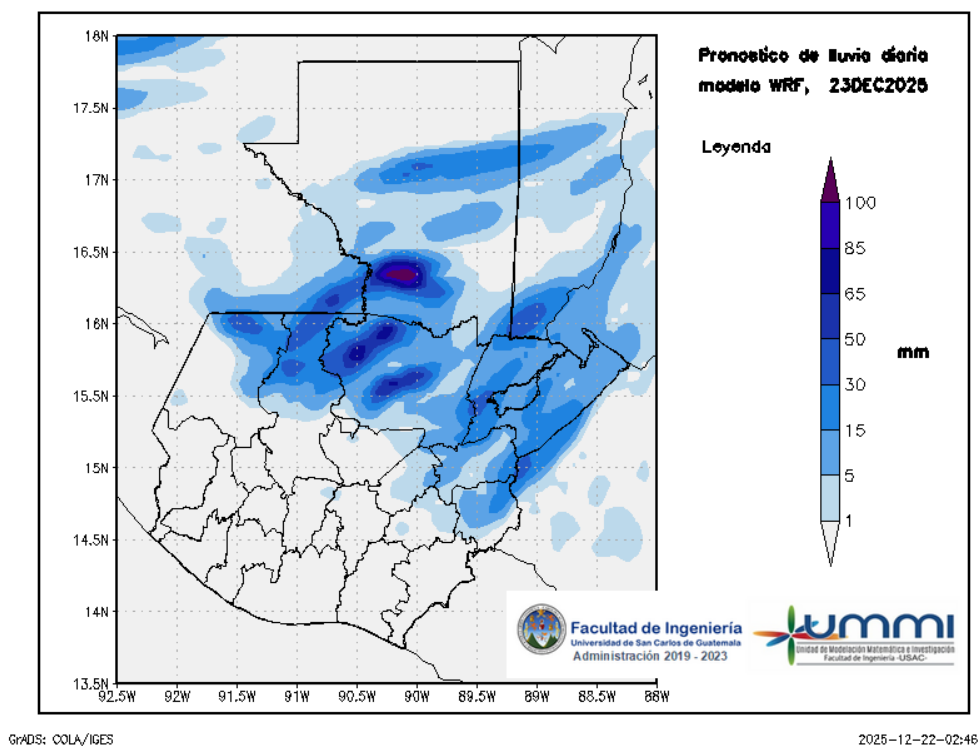 Pronostico de lluvia diaria
modelo WRF, 23DEC2025
Leyenda
100
85
65
50
30
15
5
1
mm
18N
17.5N
17N
16.5N
16N
15.5N
15N
14.5N
14N
13.5N
92.5W 92W 91.5W 91W 90.5W 90W 89.5W 89W 88.5W 88W
Facultad de Ingeniería
Universidad de San Carlos de Guatemala
Administración 2019 - 2023
ummi
Unidad de Modelación Matemática e Investigación
Facultad de Ingeniería -USAC-
GrADS: COLA/IGES
2025-12-22-02:46